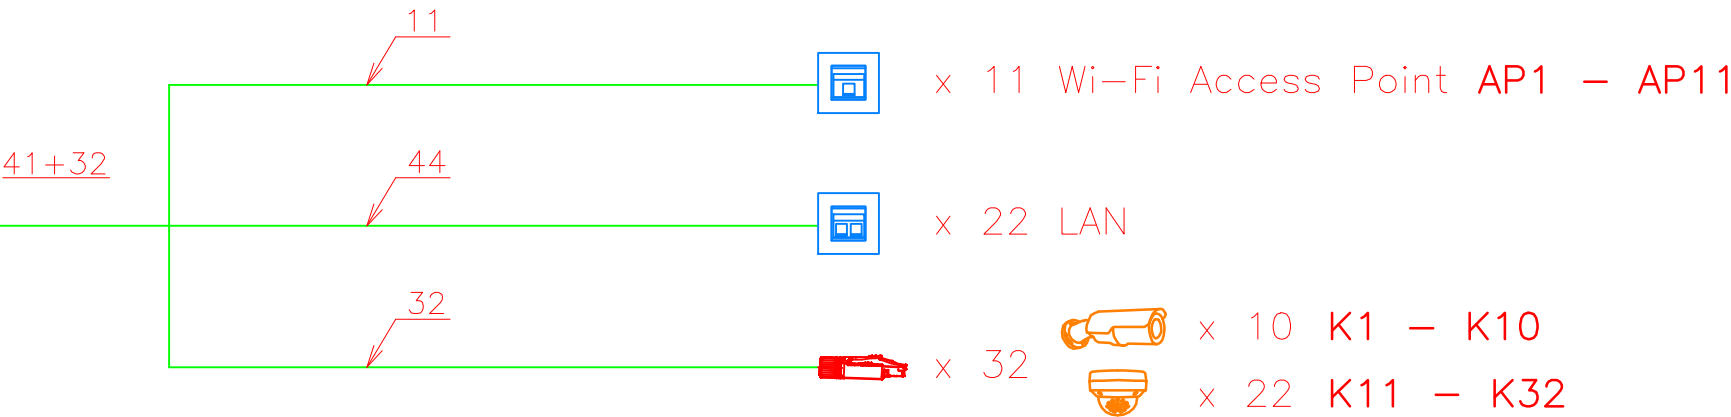 11
x 11 Wi-Fi Access Point AP1 - AP11
41+32
44
x 22 LAN
32
x 32
x 10 K1 - K10
x 22 K11 - K32